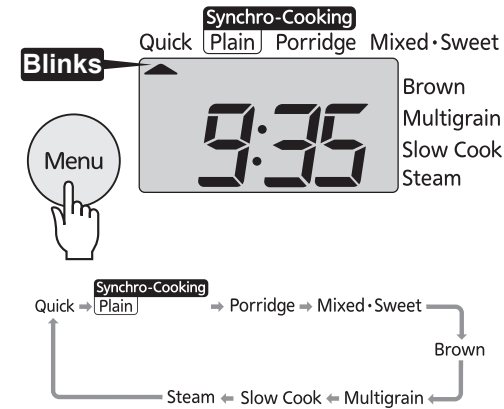 Synchro-Cooking
Quick Plain Porridge Mixed・Sweet
Blinks
Brown
9:35
Multigrain
Slow Cook
Menu
Steam
Synchro-Cooking
Quick ➡ Plain ➡ Porridge ➡ Mixed・Sweet
Brown
Steam ⬅ Slow Cook ⬅ Multigrain